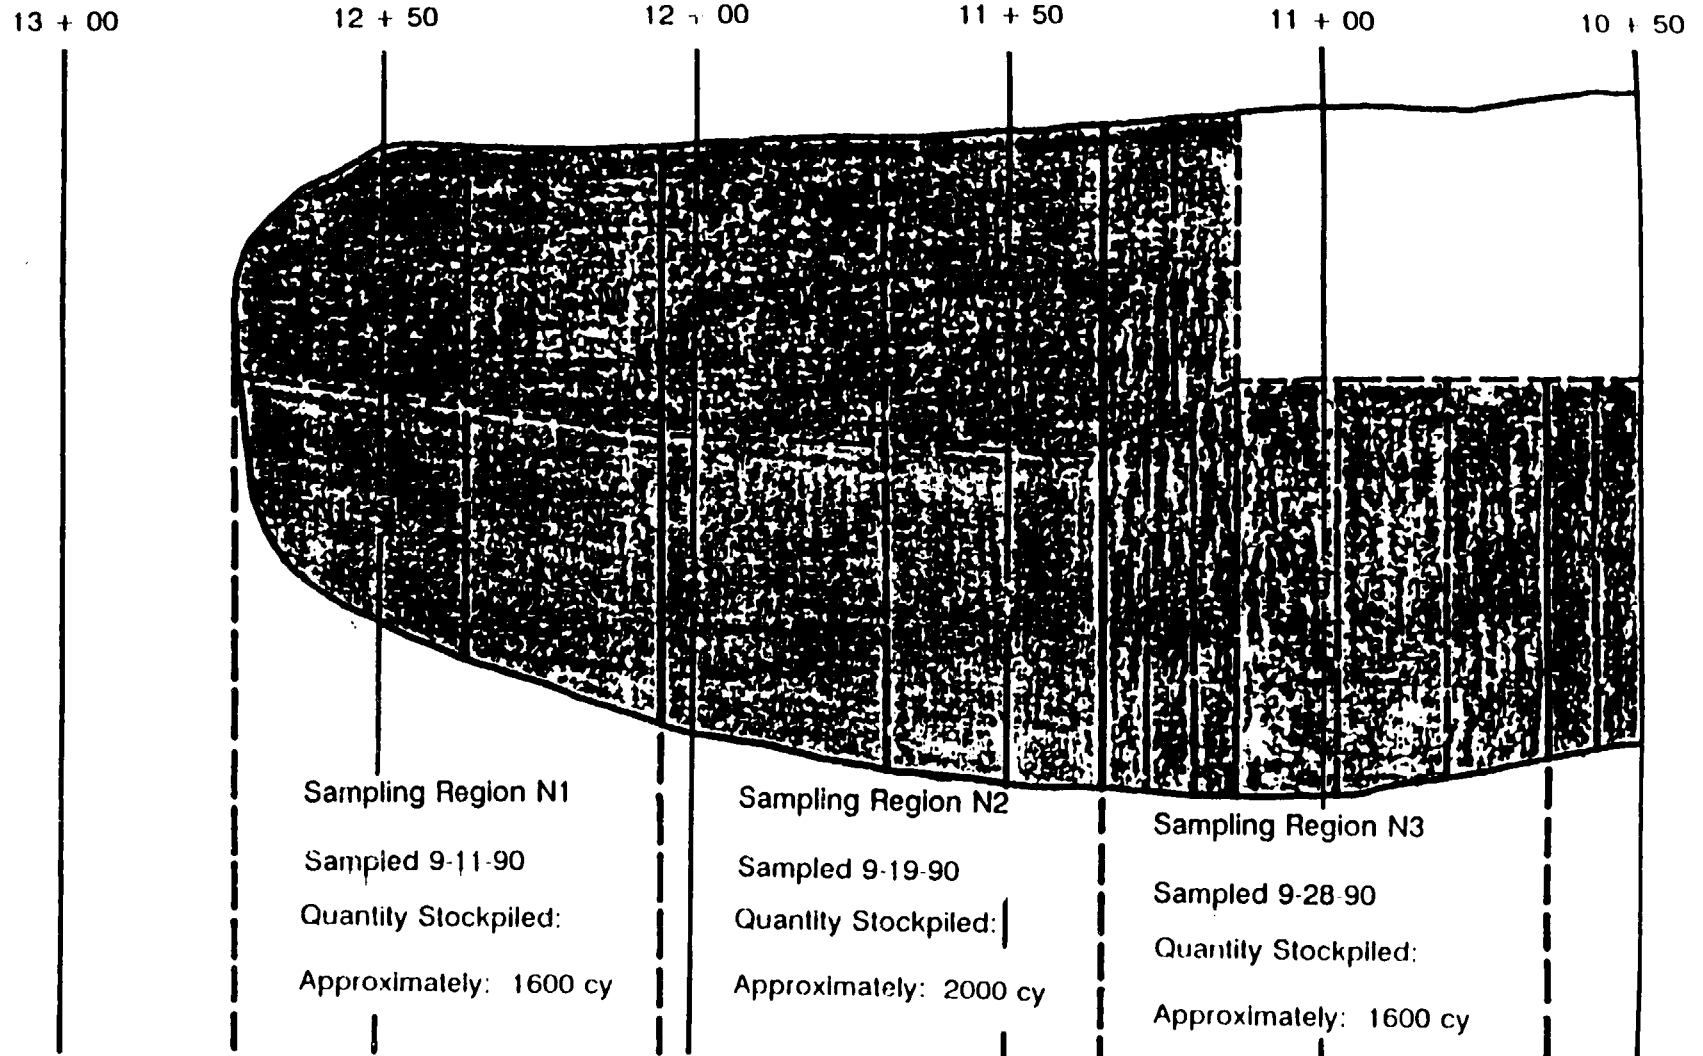 13 + 00 12 + 50 12 + 00 11 + 50 11 + 00 10 + 50
Sampling Region N1
Sampled 9-11-90
Quantity Stockpiled:
Approximately: 1600 cy
Sampling Region N2
Sampled 9-19-90
Quantity Stockpiled:
Approximately: 2000 cy
Sampling Region N3
Sampled 9-28-90
Quantity Stockpiled:
Approximately: 1600 cy